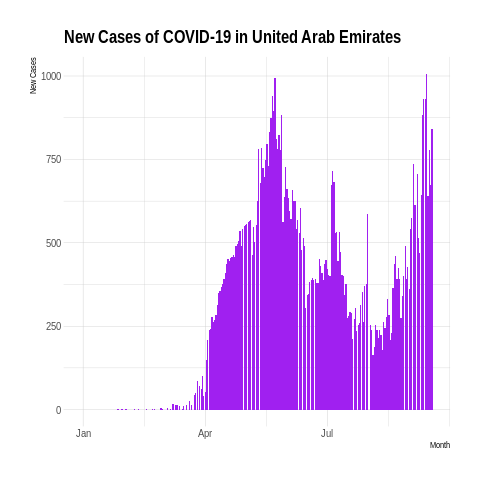 New Cases of COVID-19 in United Arab Emirates
New Cases
1000
750
500
250
0
Jan Apr Jul
Month